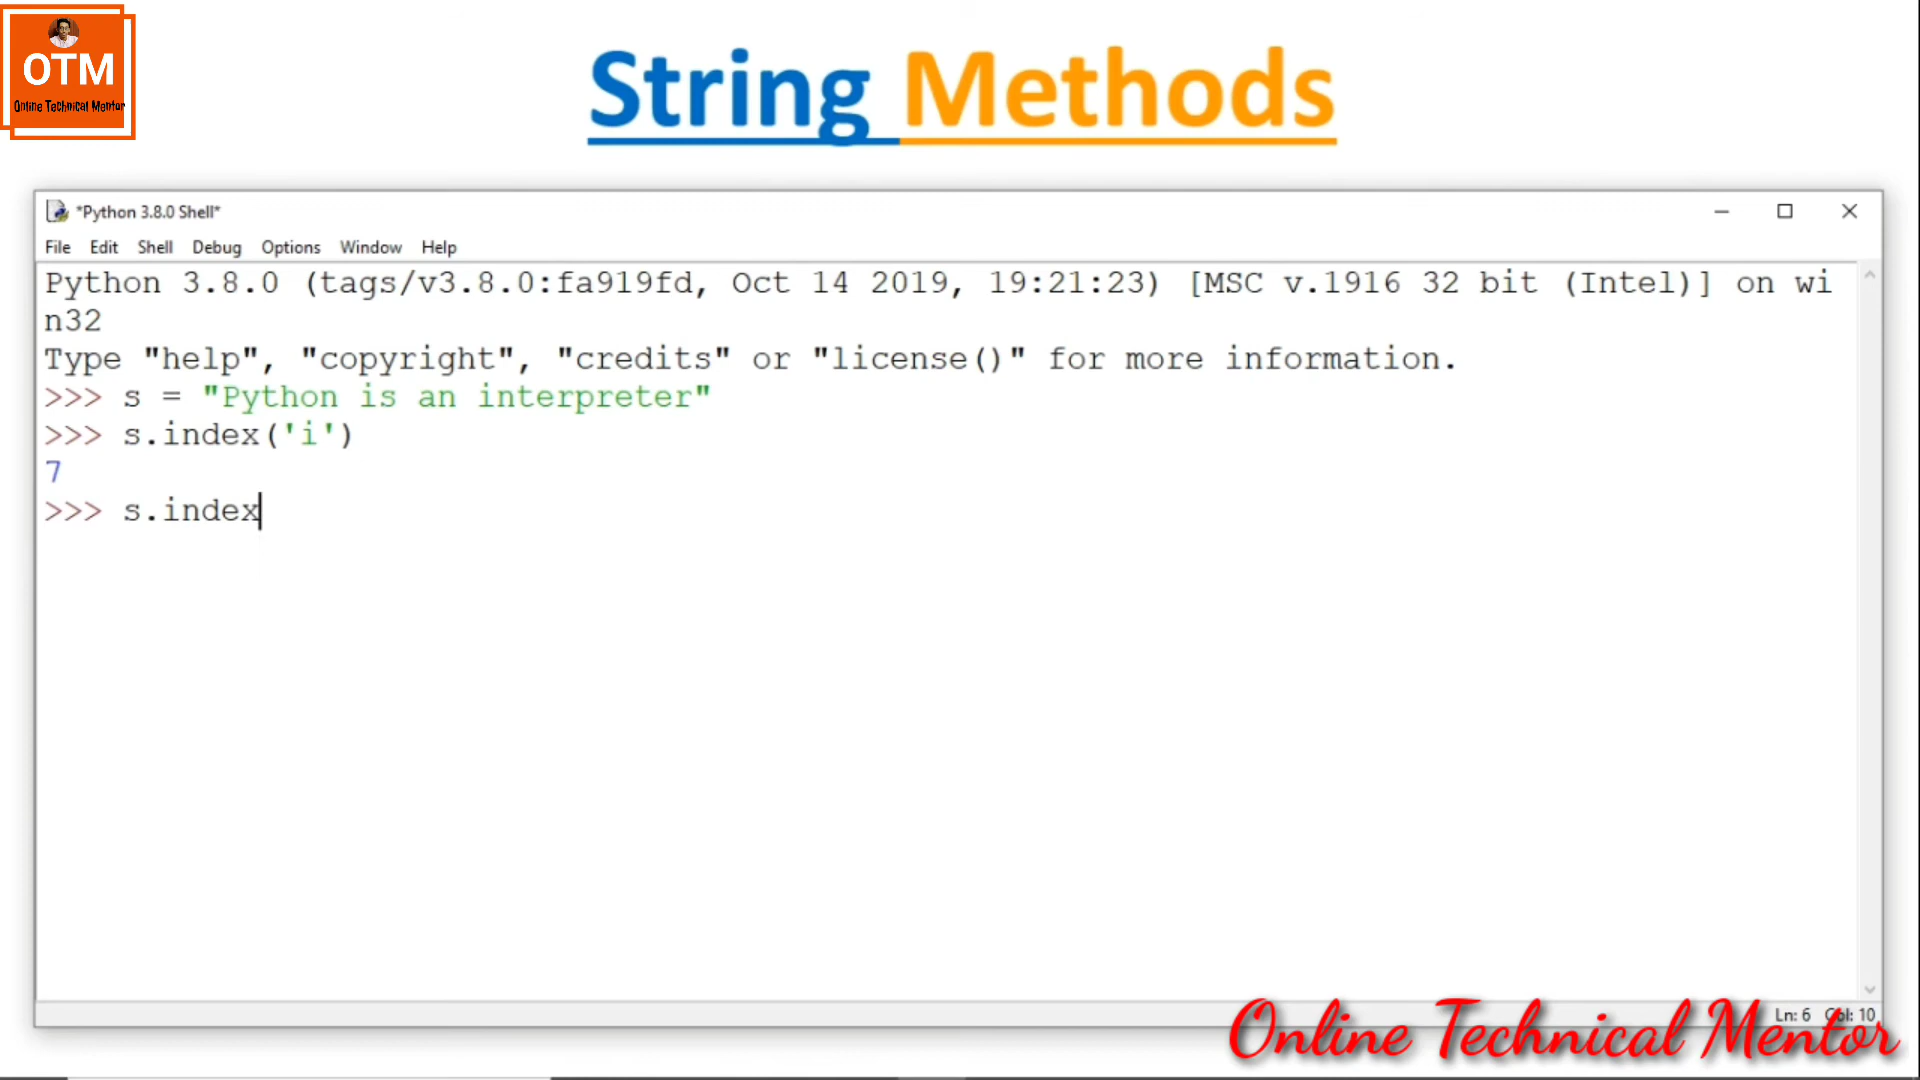 OTM
Online Technical Mentor
String Methods
*Python 3.8.0 Shell*
File Edit Shell Debug Options Window Help
Python 3.8.0 (tags/v3.8.0:fa919fd, Oct 14 2019, 19:21:23) [MSC v.1916 32 bit (Intel)] on wi
n32
Type "help", "copyright", "credits" or "license()" for more information.
>>> s = "Python is an interpreter"
>>> s.index('i')
7
>>> s.index
Ln: 6 Col: 10
Online Technical Mentor